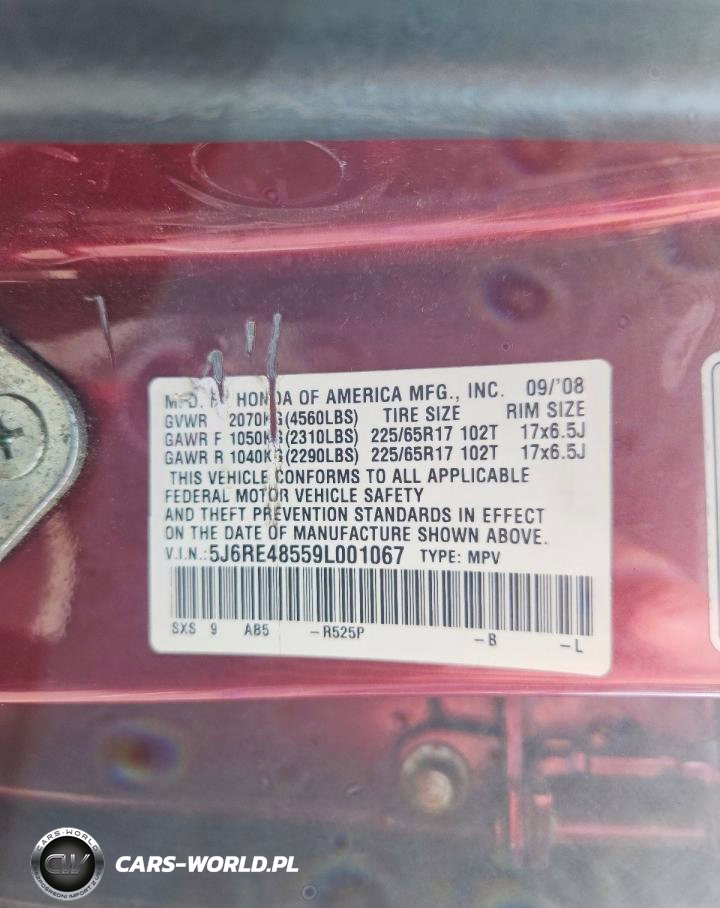 MFD. BY HONDA OF AMERICA MFG., INC. 09/'08
GVWR 2070KG(4560LBS) TIRE SIZE RIM SIZE
GAWR F 1050KG(2310LBS) 225/65R17 102T 17x6.5J
GAWR R 1040KG(2290LBS) 225/65R17 102T 17x6.5J
THIS VEHICLE CONFORMS TO ALL APPLICABLE
FEDERAL MOTOR VEHICLE SAFETY
AND THEFT PREVENTION STANDARDS IN EFFECT
ON THE DATE OF MANUFACTURE SHOWN ABOVE.
V.I.N.:5J6RE48559L001067 TYPE: MPV
SXS 9 AB5 -R525P -B -L
CARS-WORLD
CW
CARS-WORLD.PL